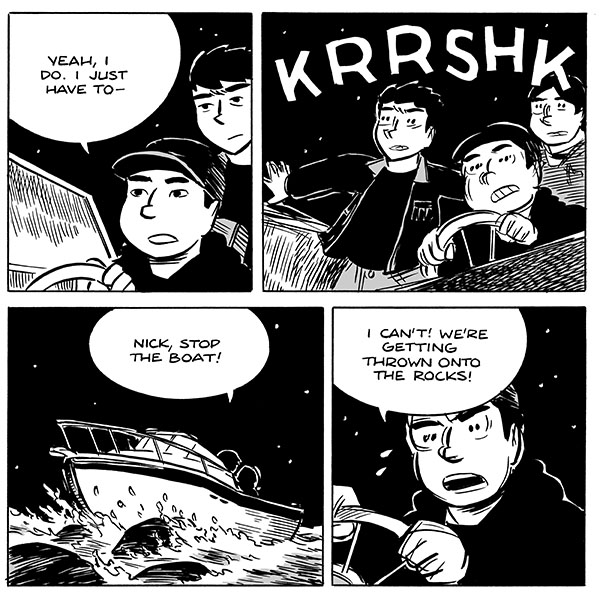 YEAH, I
DO. I JUST
HAVE TO–
KRRSHK
NICK, STOP
THE BOAT!
I CAN'T! WE'RE
GETTING
THROWN ONTO
THE ROCKS!